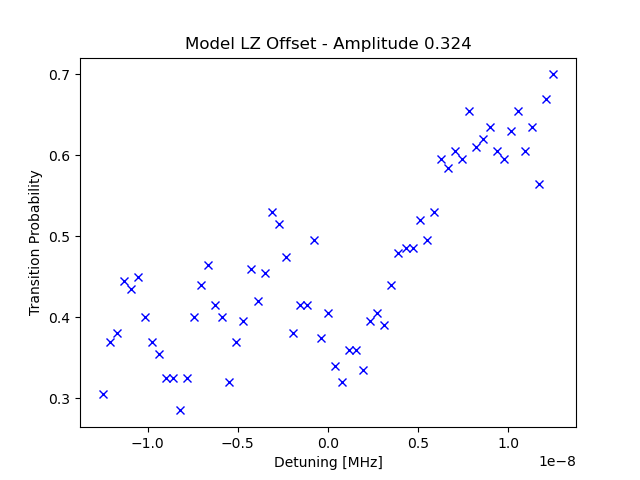 Model LZ Offset - Amplitude 0.324
0.7
0.6
0.5
0.4
0.3
Transition Probability
−1.0 −0.5 0.0 0.5 1.0
1e−8
Detuning [MHz]